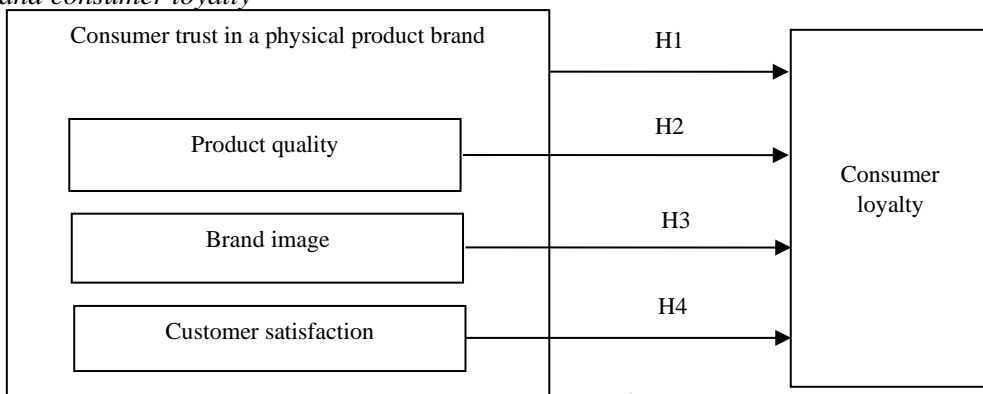 and consumer loyalty
Consumer trust in a physical product brand
H1
Product quality
H2
Brand image
H3
Customer satisfaction
H4
Consumer
loyalty